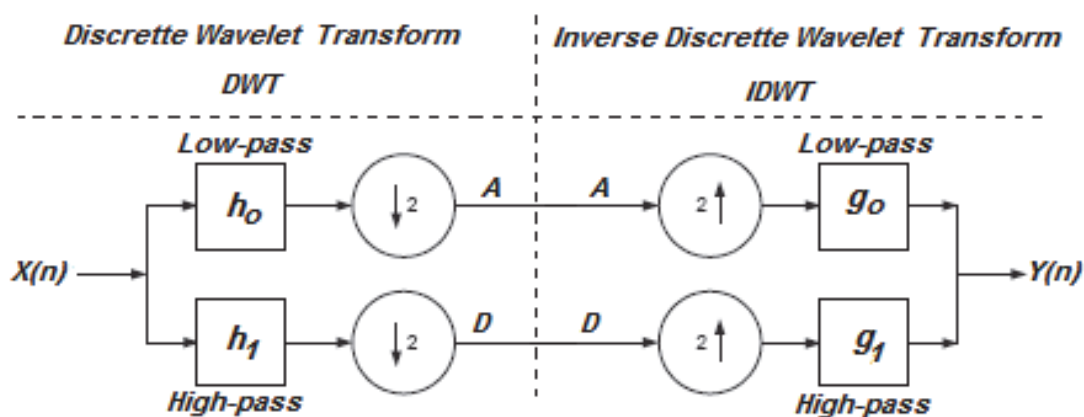 Discrette Wavelet Transform
DWT
Inverse Discrette Wavelet Transform
IDWT
Low-pass
Low-pass
h0
↓2
A
A
2↑
g0
X(n)
Y(n)
h1
↓2
D
D
2↑
g1
High-pass
High-pass